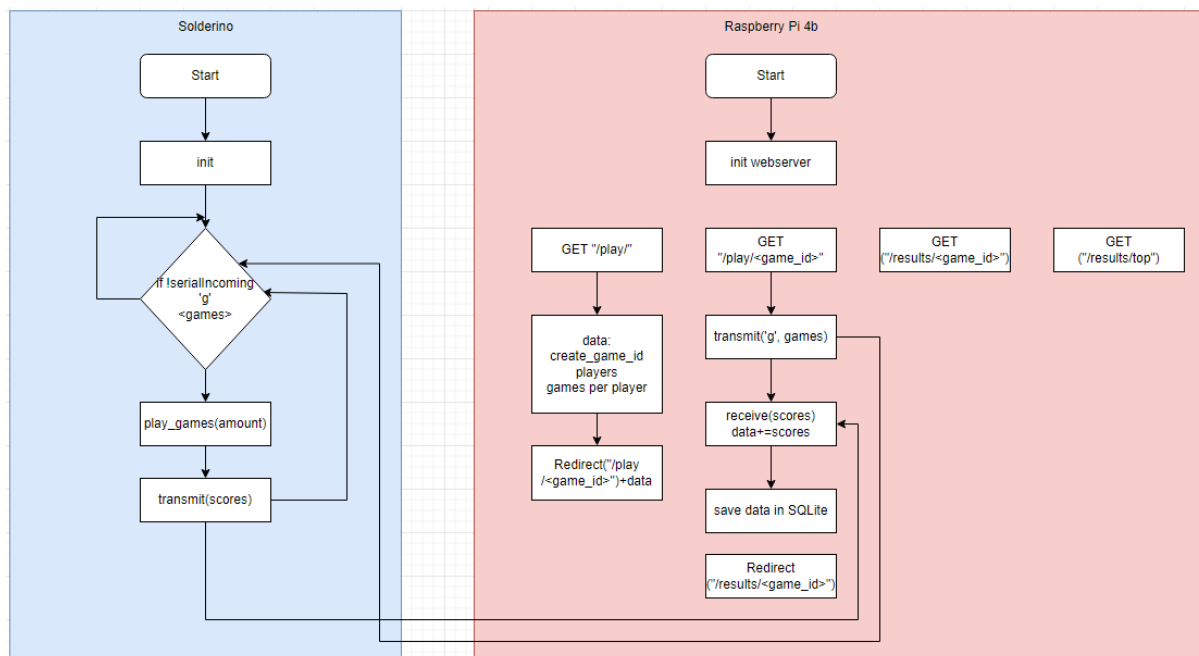 Solderino
Start
init
if !serialIncoming
'g'
<games>
play_games(amount)
transmit(scores)
Raspberry Pi 4b
Start
init webserver
GET "/play/"
data:
create_game_id
players
games per player
Redirect("/play
/<game_id>")+data
GET
"/play/<game_id>"
transmit('g', games)
receive(scores)
data+=scores
save data in SQLite
Redirect
("/results/<game_id>")
GET
("/results/<game_id>")
GET
("/results/top")